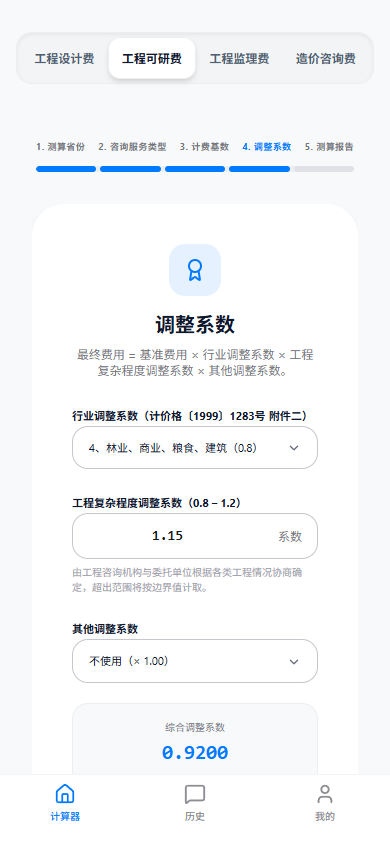 工程设计费 工程可研费 工程监理费 造价咨询费
1. 测算省份 2. 咨询服务类型 3. 计费基数 4. 调整系数 5. 测算报告
调整系数
最终费用 = 基准费用 × 行业调整系数 × 工程
复杂程度调整系数 × 其他调整系数。
行业调整系数（计价格〔1999〕1283号 附件二）
4、林业、商业、粮食、建筑（0.8）
工程复杂程度调整系数（0.8 – 1.2）
1.15 系数
由工程咨询机构与委托单位根据各类工程情况协商确
定，超出范围将按边界值计取。
其他调整系数
不使用（× 1.00）
综合调整系数
0.9200
计算器 历史 我的